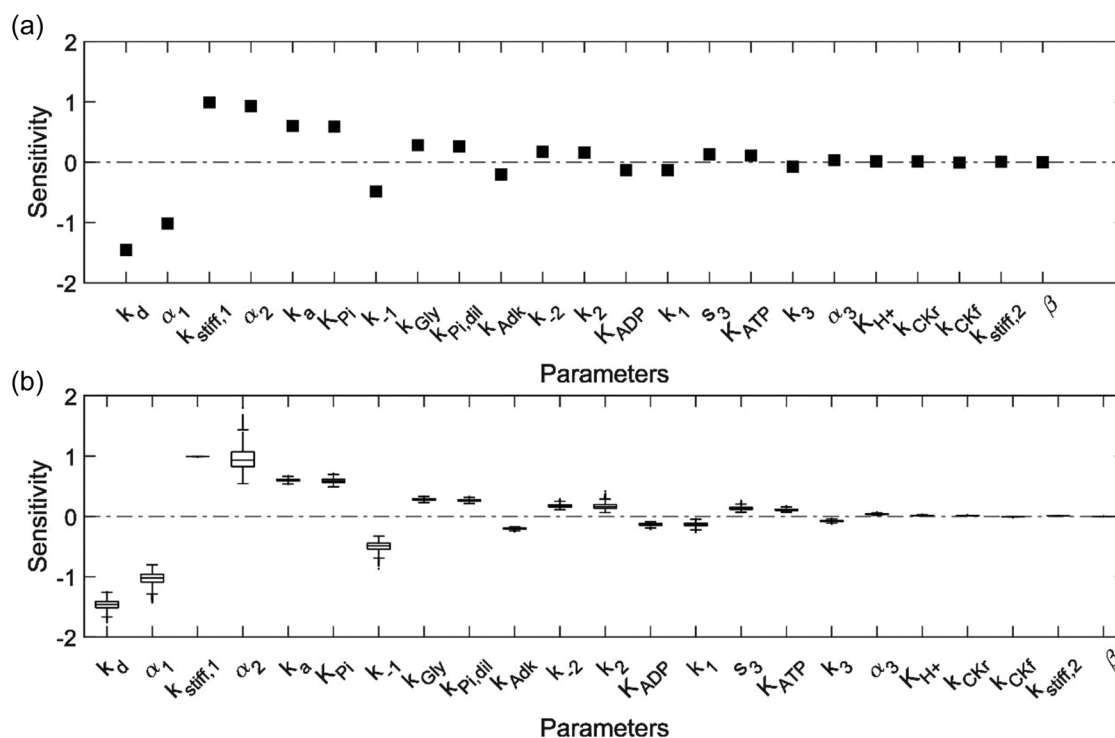 (a)
2
1
0
-1
-2
Sensitivity
k_d α_1 k_stiff,1 α_2 k_a K_Pi k_-1 k_Gly k_Pi,dil k_Adk k_-2 k_2 K_ADP k_1 s_3 K_ATP k_3 α_3 K_H+ k_CKr k_CKf k_stiff,2 β
Parameters
(b)
2
1
0
-1
-2
Sensitivity
k_d α_1 k_stiff,1 α_2 k_a K_Pi k_-1 k_Gly k_Pi,dil k_Adk k_-2 k_2 K_ADP k_1 s_3 K_ATP k_3 α_3 K_H+ k_CKr k_CKf k_stiff,2 β
Parameters